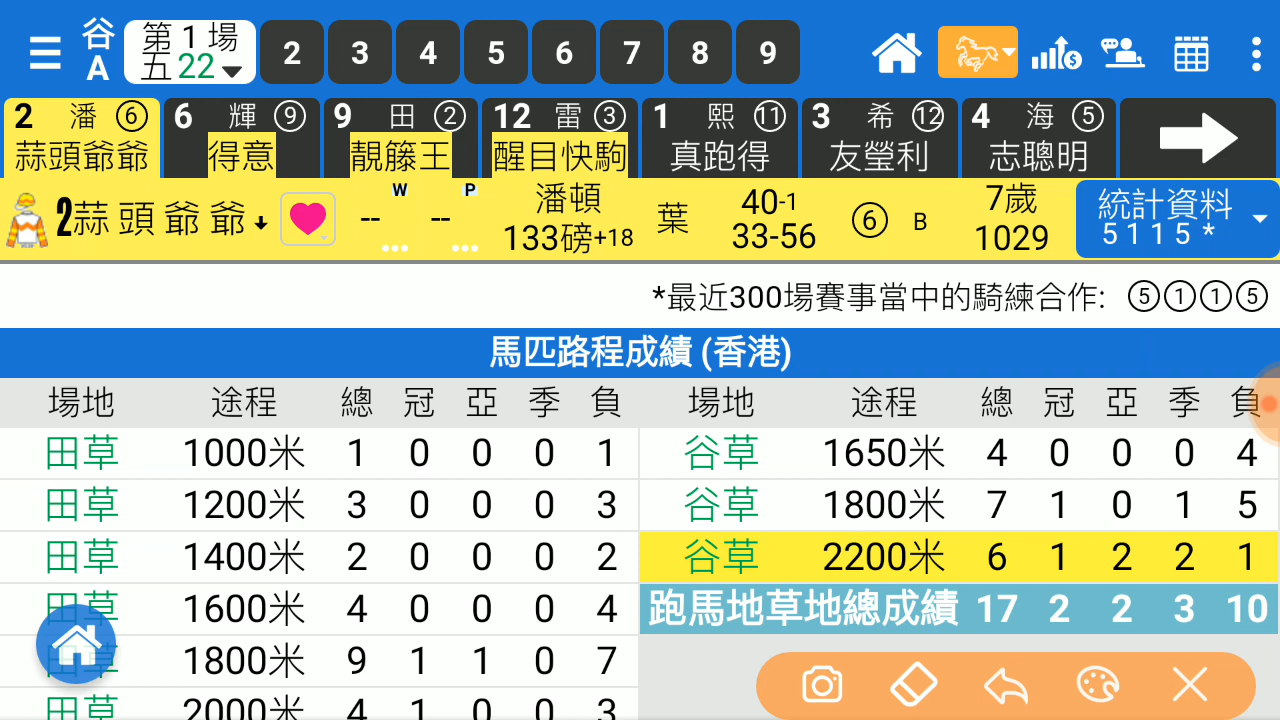 谷 第1場 2 3 4 5 6 7 8 9
A 五22
2 潘 ⑥ 6 輝 ⑨ 9 田 ② 12 雷 ③ 1 熙 ⑪ 3 希 ⑫ 4 海 ⑤
蒜頭爺爺 得意 靚籐王 醒目快駒 真跑得 友瑩利 志聰明
2蒜頭爺爺 W -- P -- 潘頓 葉 40-1 ⑥ B 7歲 統計資料
133磅+18 33-56 1029 5115*
*最近300場賽事當中的騎練合作: ⑤①①⑤
馬匹路程成績 (香港)
場地 途程 總 冠 亞 季 負 場地 途程 總 冠 亞 季 負
田草 1000米 1 0 0 0 1 谷草 1650米 4 0 0 0 4
田草 1200米 3 0 0 0 3 谷草 1800米 7 1 0 1 5
田草 1400米 2 0 0 0 2 谷草 2200米 6 1 2 2 1
田草 1600米 4 0 0 0 4 跑馬地草地總成績 17 2 2 3 10
田草 1800米 9 1 1 0 7
田草 2000米 4 1 0 0 3